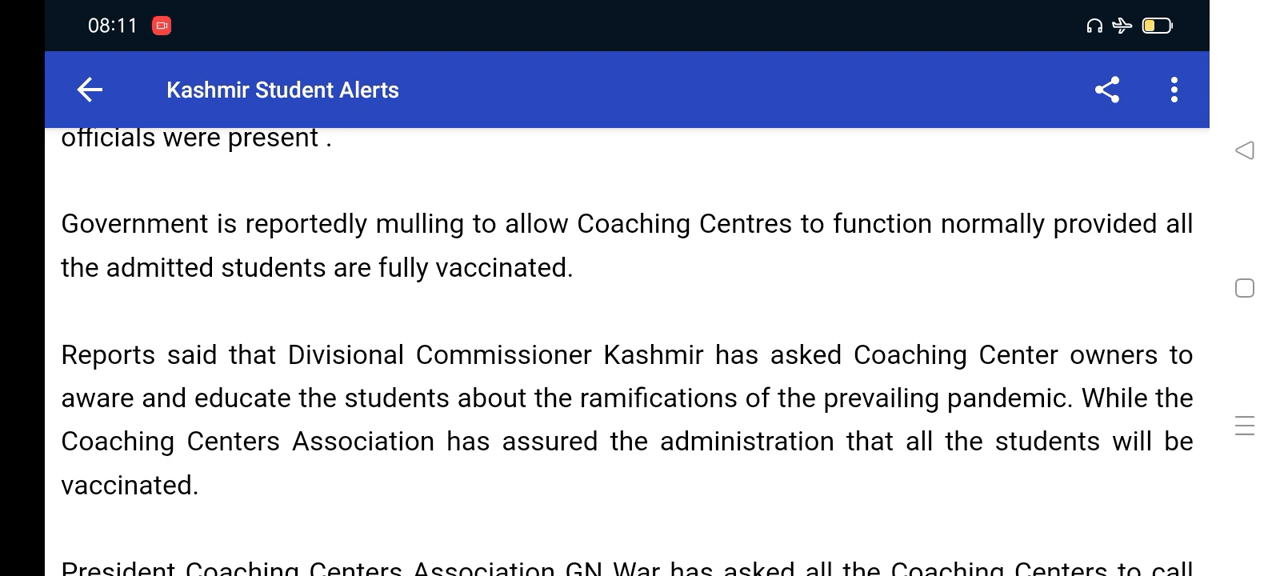 08:11
Kashmir Student Alerts
officials were present .
Government is reportedly mulling to allow Coaching Centres to function normally provided all
the admitted students are fully vaccinated.
Reports said that Divisional Commissioner Kashmir has asked Coaching Center owners to
aware and educate the students about the ramifications of the prevailing pandemic. While the
Coaching Centers Association has assured the administration that all the students will be
vaccinated.
President Coaching Centers Association GN War has asked all the Coaching Centers to call